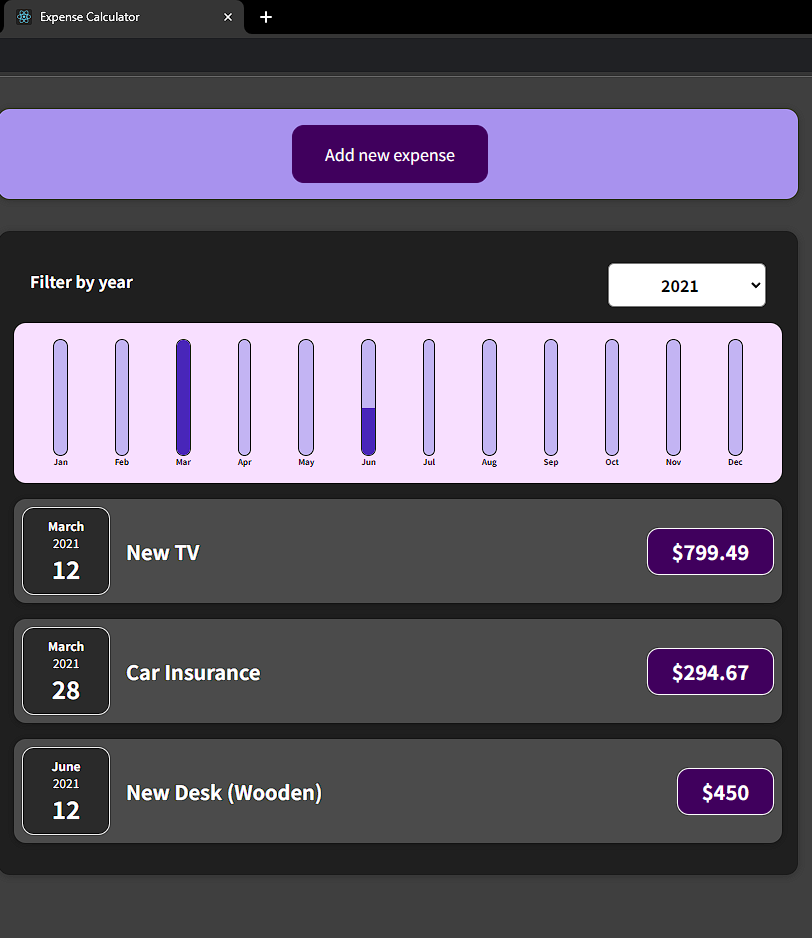 Expense Calculator
Add new expense
Filter by year
2021
Jan Feb Mar Apr May Jun Jul Aug Sep Oct Nov Dec
March
2021
12
New TV
$799.49
March
2021
28
Car Insurance
$294.67
June
2021
12
New Desk (Wooden)
$450